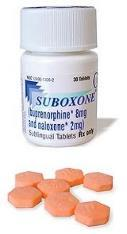 30 Tablets
SUBOXONE
(buprenorphine* 8mg
and naloxone* 2mg)
Sublingual Tablets Rx only